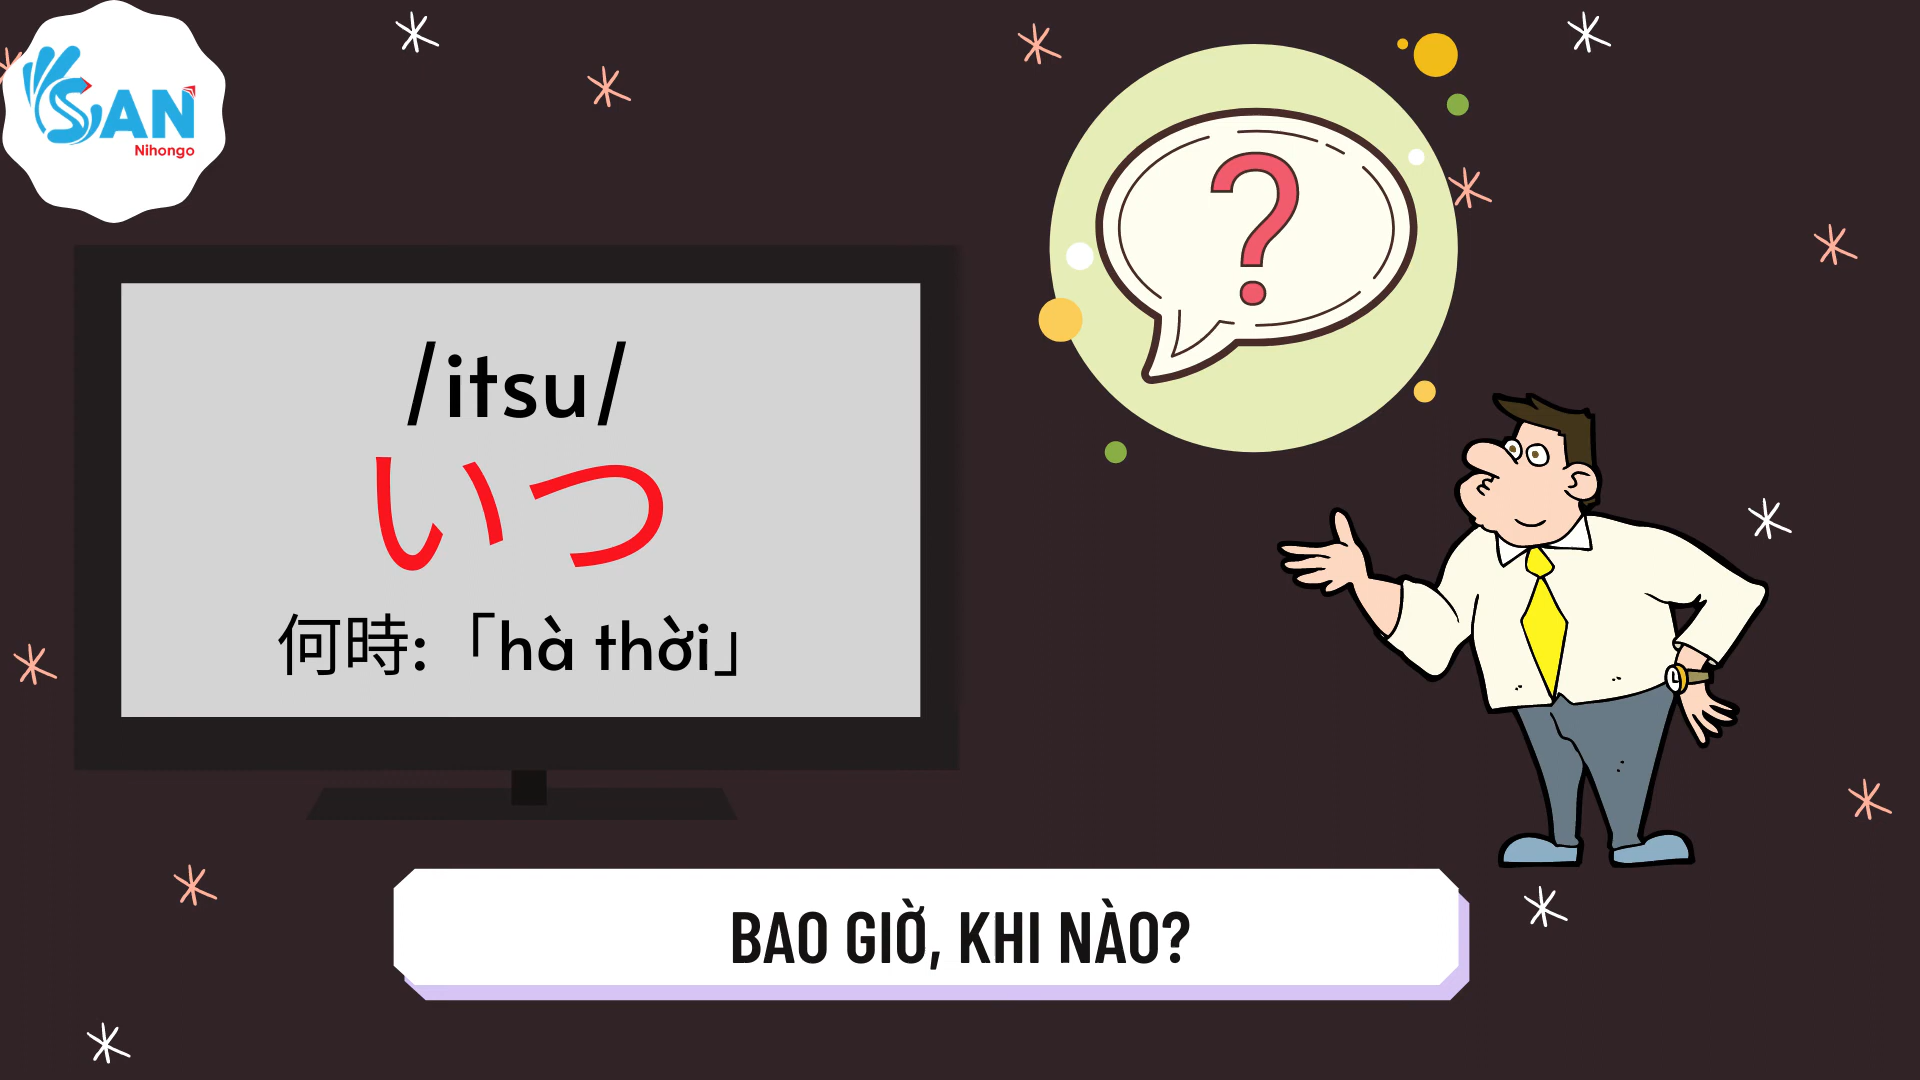 SAN
Nihongo
/itsu/
いつ
何時:「hà thời」
BAO GIỜ, KHI NÀO?